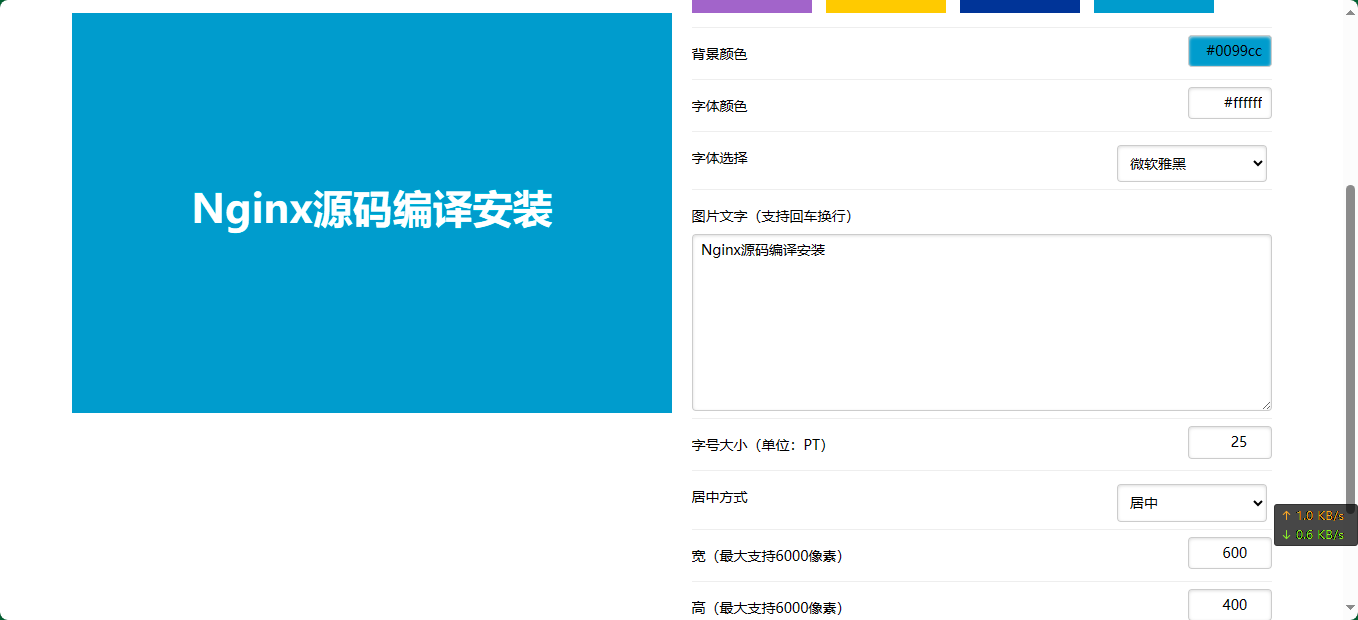 Nginx源码编译安装
背景颜色
#0099cc
字体颜色
#ffffff
字体选择
微软雅黑
图片文字（支持回车换行）
Nginx源码编译安装
字号大小（单位：PT）
25
居中方式
居中
↑ 1.0 KB/s
↓ 0.6 KB/s
宽（最大支持6000像素）
600
高（最大支持6000像素）
400